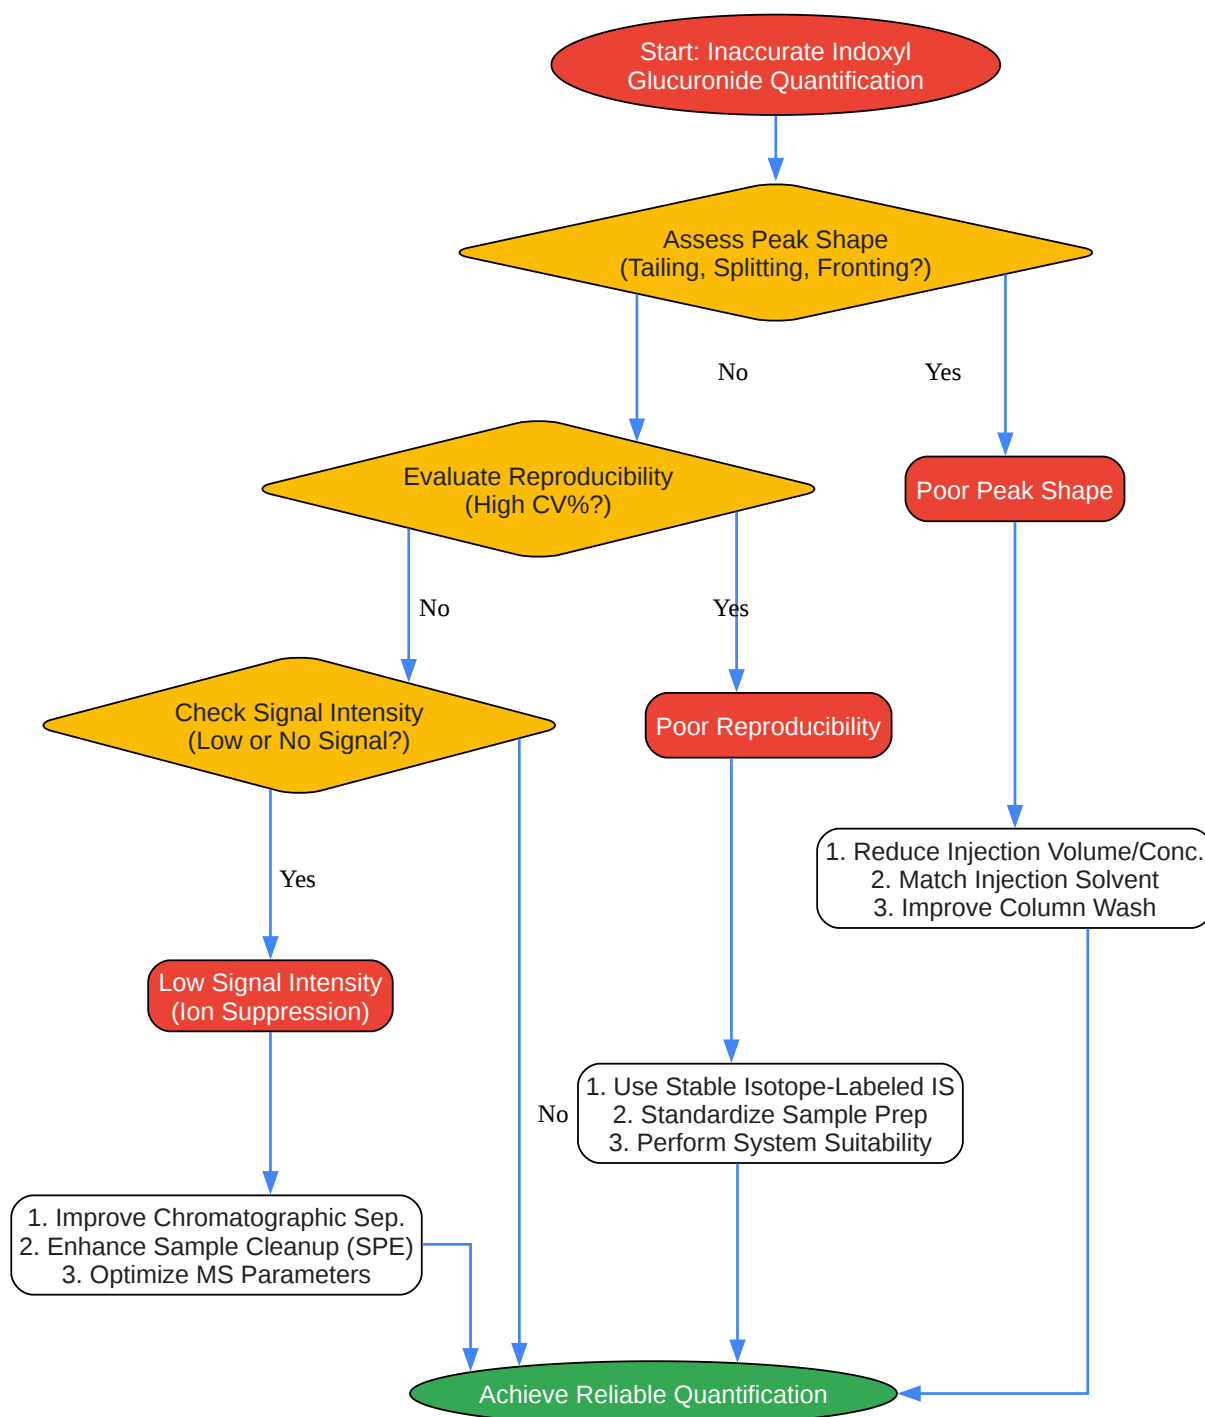 Start: Inaccurate Indoxyl
Glucuronide Quantification
Assess Peak Shape
(Tailing, Splitting, Fronting?)
No
Yes
Evaluate Reproducibility
(High CV%?)
Poor Peak Shape
No
Yes
Check Signal Intensity
(Low or No Signal?)
Poor Reproducibility
Yes
1. Reduce Injection Volume/Conc.
2. Match Injection Solvent
3. Improve Column Wash
Low Signal Intensity
(Ion Suppression)
No
1. Use Stable Isotope-Labeled IS
2. Standardize Sample Prep
3. Perform System Suitability
1. Improve Chromatographic Sep.
2. Enhance Sample Cleanup (SPE)
3. Optimize MS Parameters
Achieve Reliable Quantification